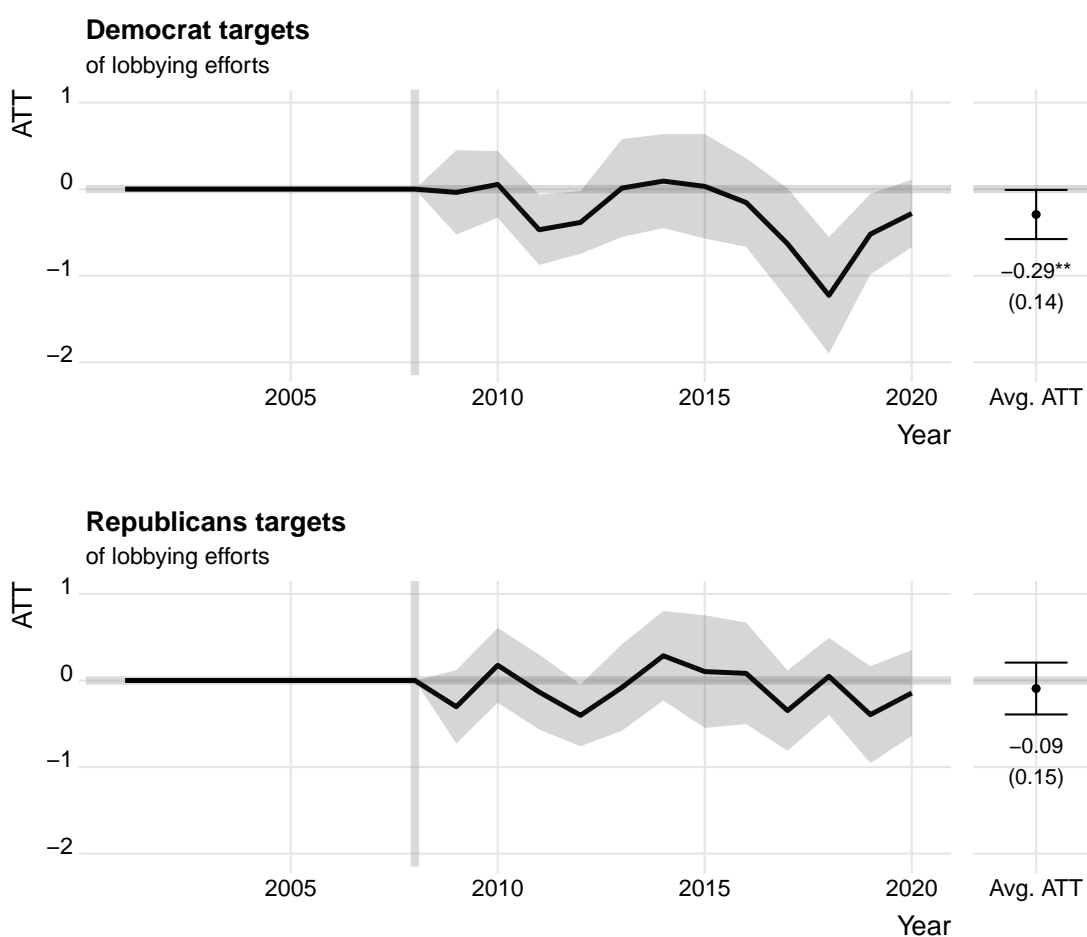 Democrat targets
of lobbying efforts
ATT
1
0
−1
−2
−0.29**
(0.14)
2005 2010 2015 2020 Avg. ATT
Year
Republicans targets
of lobbying efforts
ATT
1
0
−1
−2
−0.09
(0.15)
2005 2010 2015 2020 Avg. ATT
Year